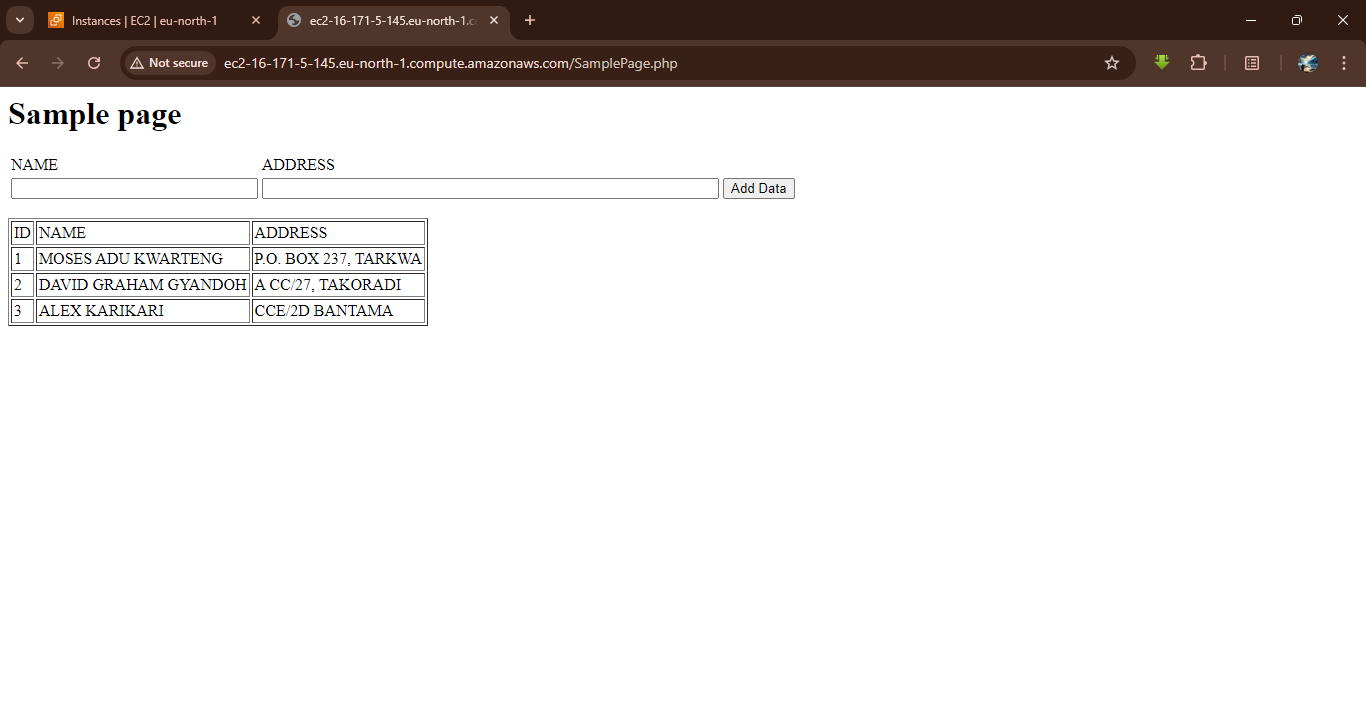 Instances | EC2 | eu-north-1
ec2-16-171-5-145.eu-north-1.c
Not secure ec2-16-171-5-145.eu-north-1.compute.amazonaws.com/SamplePage.php
Sample page
NAME ADDRESS
Add Data
ID NAME ADDRESS
1 MOSES ADU KWARTENG P.O. BOX 237, TARKWA
2 DAVID GRAHAM GYANDOH A CC/27, TAKORADI
3 ALEX KARIKARI CCE/2D BANTAMA